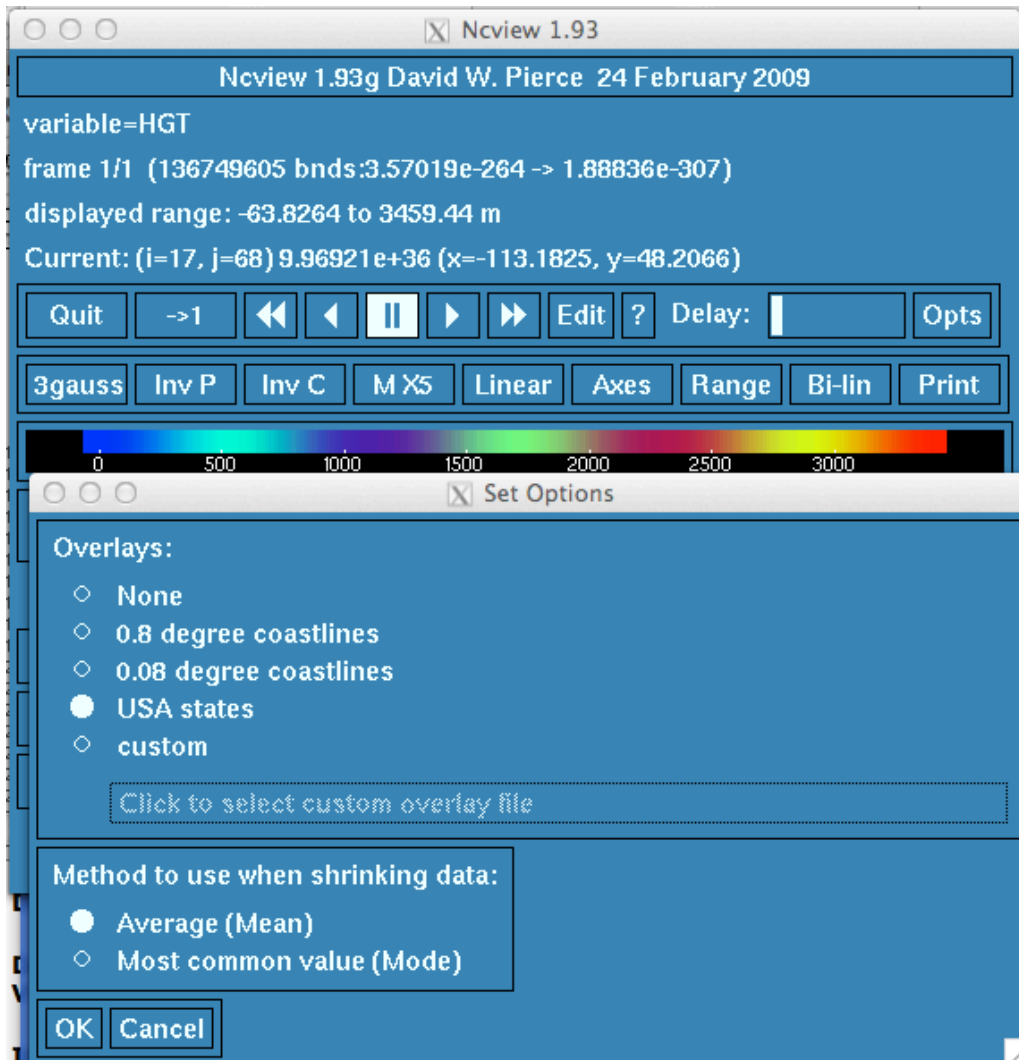 Ncview 1.93
Ncview 1.93g David W. Pierce 24 February 2009
variable=HGT
frame 1/1 (136749605 bnds:3.57019e-264 -> 1.88836e-307)
displayed range: -63.8264 to 3459.44 m
Current: (i=17, j=68) 9.96921e+36 (x=-113.1825, y=48.2066)
Quit ->1 Edit ? Delay: Opts
3gauss Inv P Inv C M X5 Linear Axes Range Bi-lin Print
0 500 1000 1500 2000 2500 3000
Set Options
Overlays:
None
0.8 degree coastlines
0.08 degree coastlines
USA states
custom
Click to select custom overlay file
Method to use when shrinking data:
Average (Mean)
Most common value (Mode)
OK Cancel